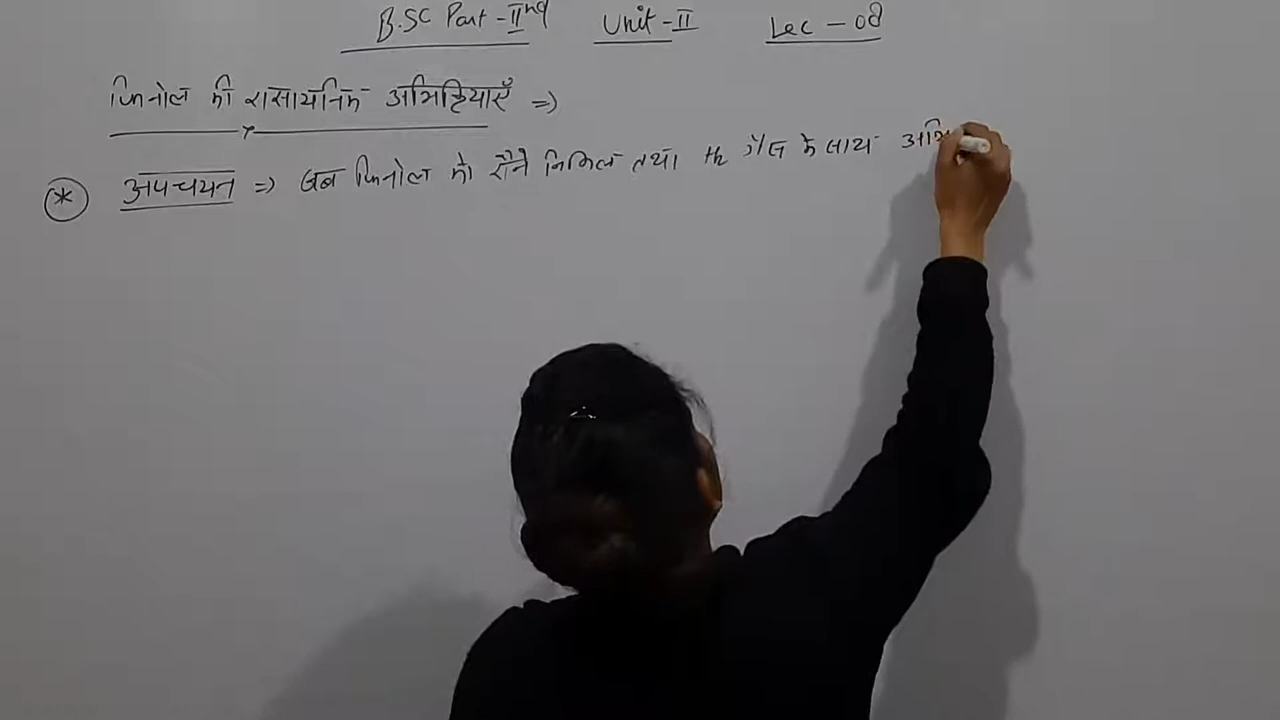 B.SC Part-IInd Unit-II Lec-08
फिनोल की रासायनिक अभिक्रियाएँ =>
* अपचयन => जब फिनोल को रैने निकिल तथा H2 गैस के साथ अभि